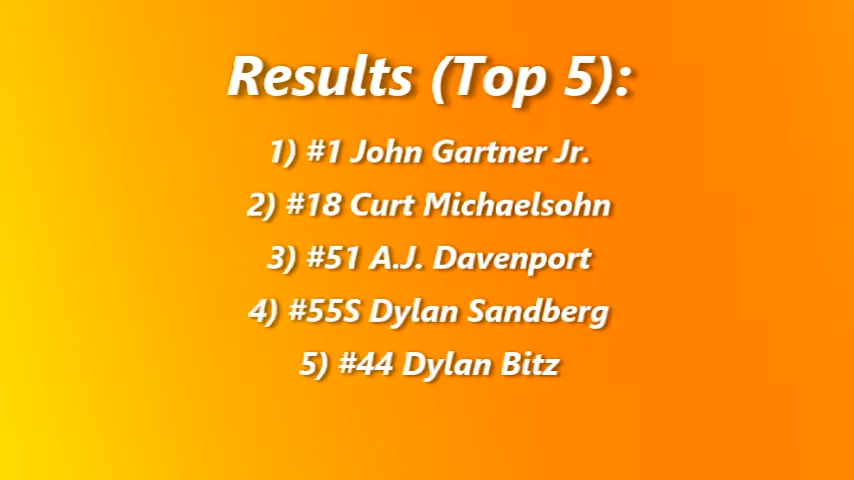 Results (Top 5):
1) #1 John Gartner Jr.
2) #18 Curt Michaelsohn
3) #51 A.J. Davenport
4) #55S Dylan Sandberg
5) #44 Dylan Bitz